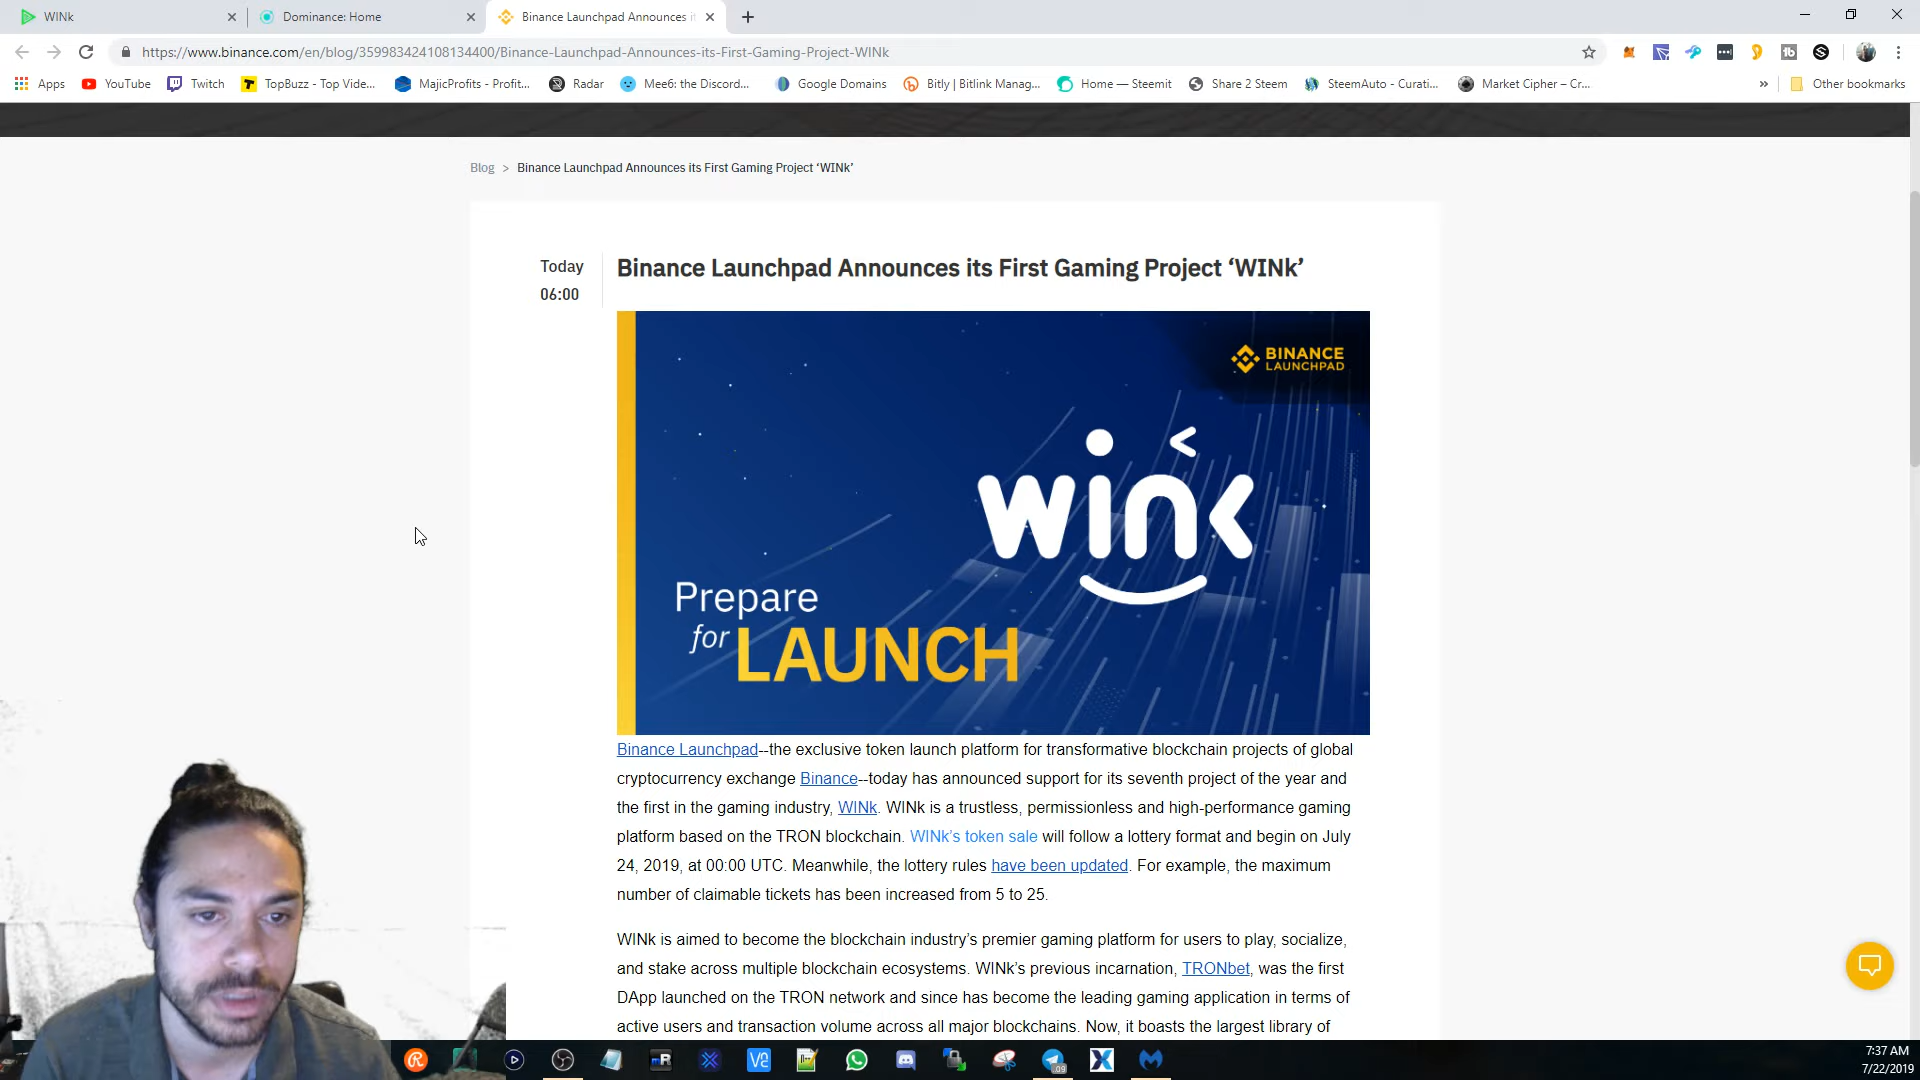 WINk
Dominance: Home
Binance Launchpad Announces it
https://www.binance.com/en/blog/359983424108134400/Binance-Launchpad-Announces-its-First-Gaming-Project-WINk
Apps
YouTube
Twitch
TopBuzz - Top Vide...
MajicProfits - Profit...
Radar
Mee6: the Discord...
Google Domains
Bitly | Bitlink Manag...
Home — Steemit
Share 2 Steem
SteemAuto - Curati...
Market Cipher – Cr...
»
Other bookmarks
Blog > Binance Launchpad Announces its First Gaming Project ‘WINk’
Today
06:00
Binance Launchpad Announces its First Gaming Project ‘WINk’
BINANCE
LAUNCHPAD
wink
Prepare
for LAUNCH
Binance Launchpad--the exclusive token launch platform for transformative blockchain projects of global
cryptocurrency exchange Binance--today has announced support for its seventh project of the year and
the first in the gaming industry, WINk. WINk is a trustless, permissionless and high-performance gaming
platform based on the TRON blockchain. WINk’s token sale will follow a lottery format and begin on July
24, 2019, at 00:00 UTC. Meanwhile, the lottery rules have been updated. For example, the maximum
number of claimable tickets has been increased from 5 to 25.
WINk is aimed to become the blockchain industry’s premier gaming platform for users to play, socialize,
and stake across multiple blockchain ecosystems. WINk’s previous incarnation, TRONbet, was the first
DApp launched on the TRON network and since has become the leading gaming application in terms of
active users and transaction volume across all major blockchains. Now, it boasts the largest library of
7:37 AM
7/22/2019